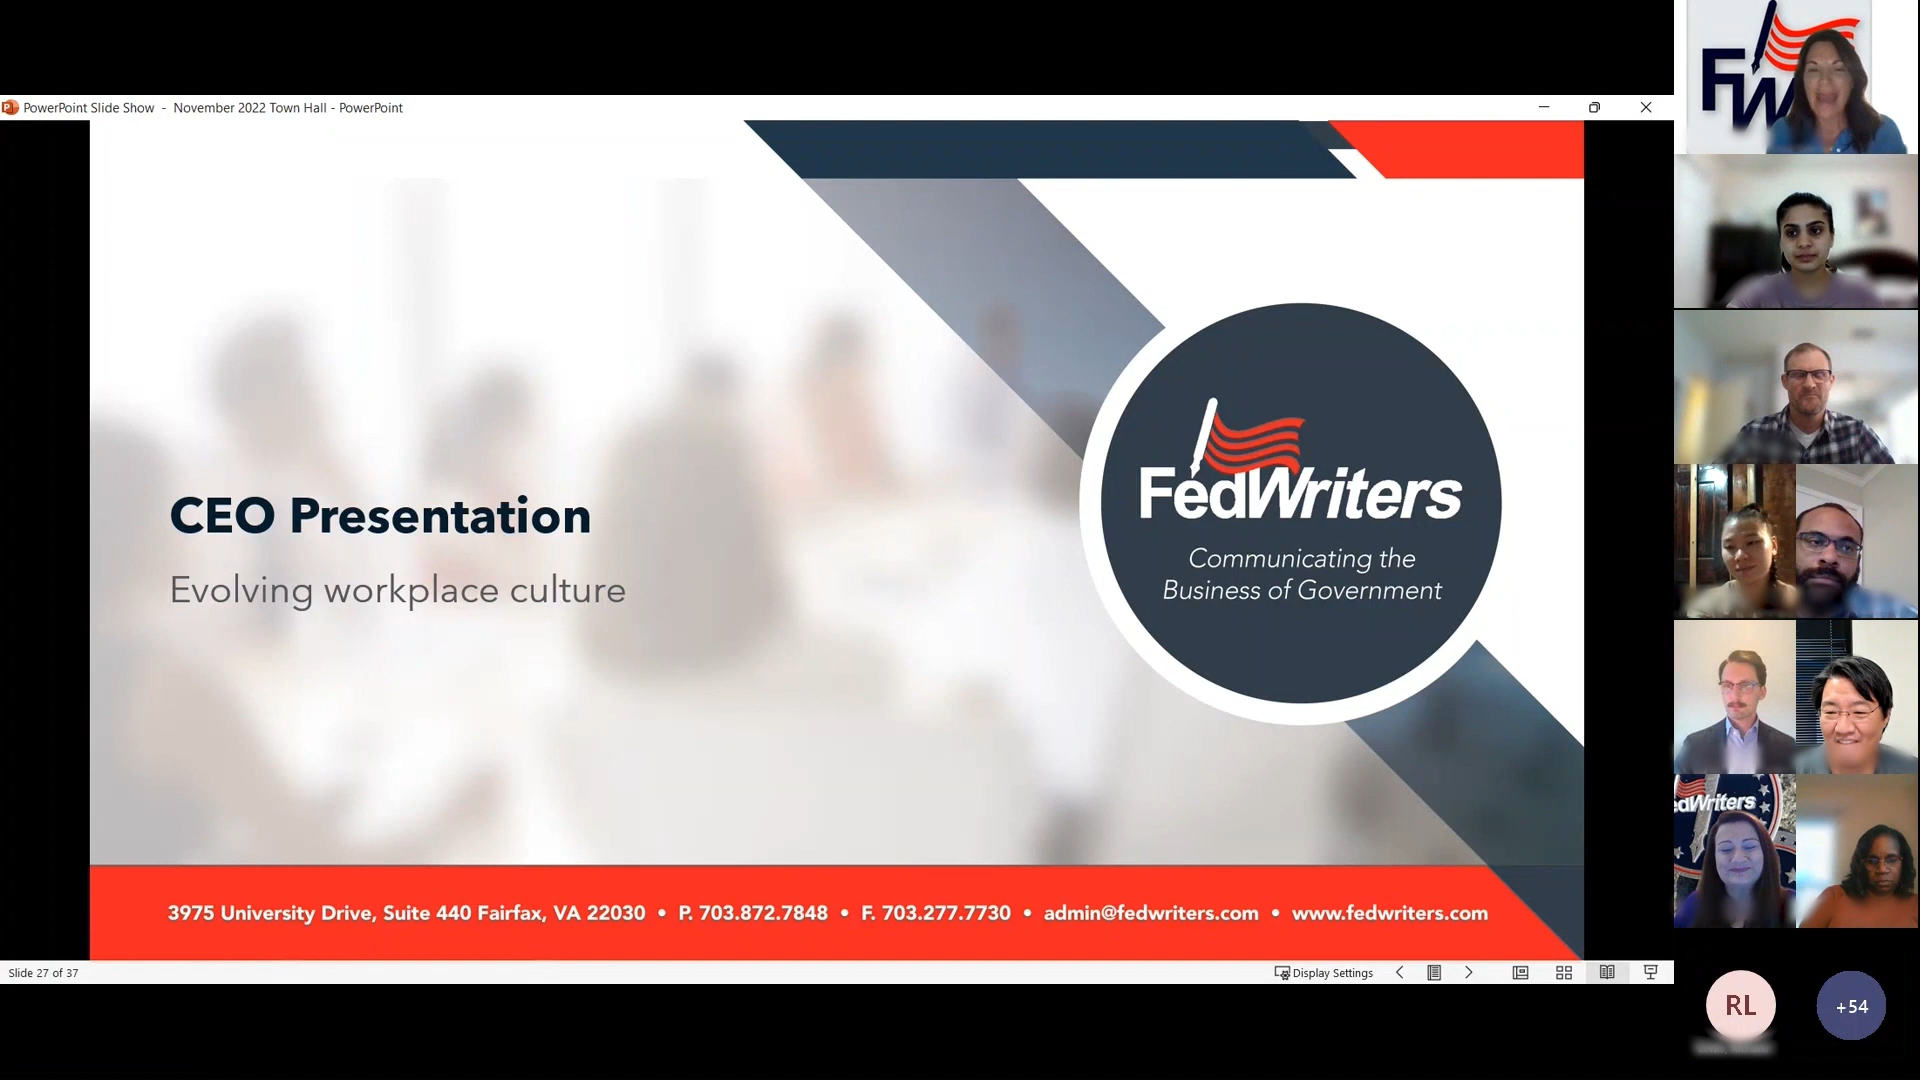 PowerPoint Slide Show - November 2022 Town Hall - PowerPoint
CEO Presentation
Evolving workplace culture
FedWriters
Communicating the
Business of Government
3975 University Drive, Suite 440 Fairfax, VA 22030 • P. 703.872.7848 • F. 703.277.7730 • admin@fedwriters.com • www.fedwriters.com
Slide 27 of 37
Display Settings
FW
edWriters
RL
+54